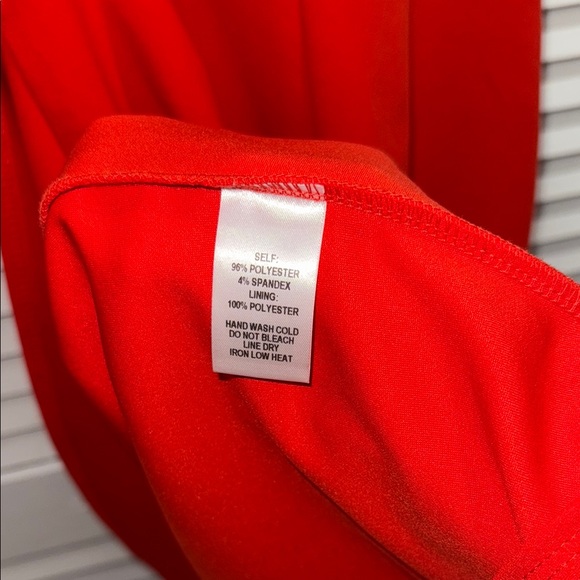 SELF:
96% POLYESTER
4% SPANDEX
LINING:
100% POLYESTER
HAND WASH COLD
DO NOT BLEACH
LINE DRY
IRON LOW HEAT